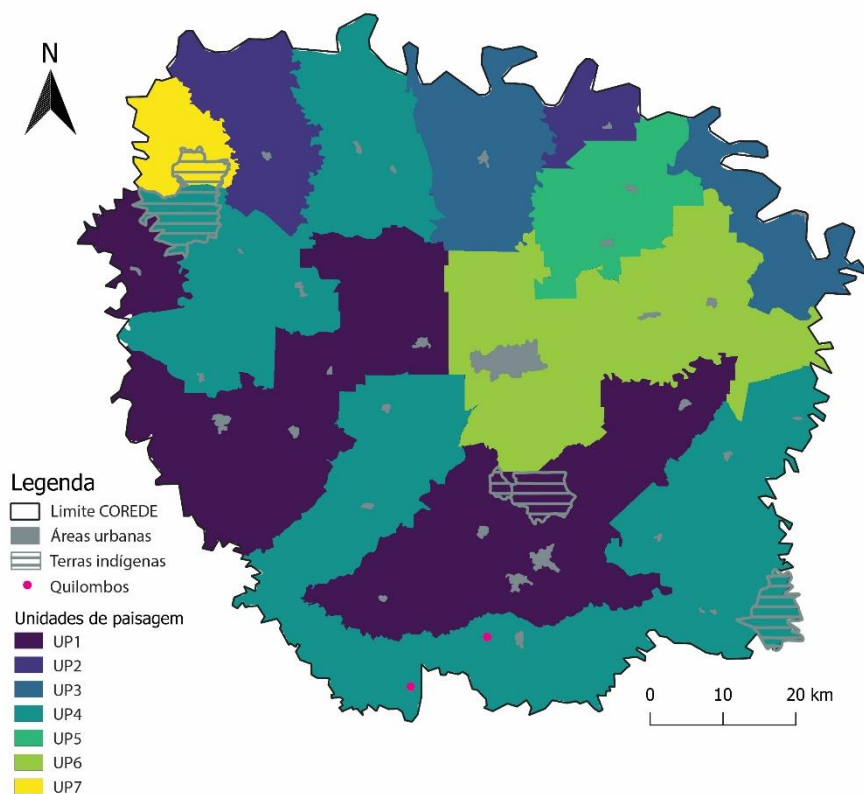 N
Legenda
Limite COREDE
Áreas urbanas
Terras indígenas
Quilombos
Unidades de paisagem
UP1
UP2
UP3
UP4
UP5
UP6
UP7
0 10 20 km